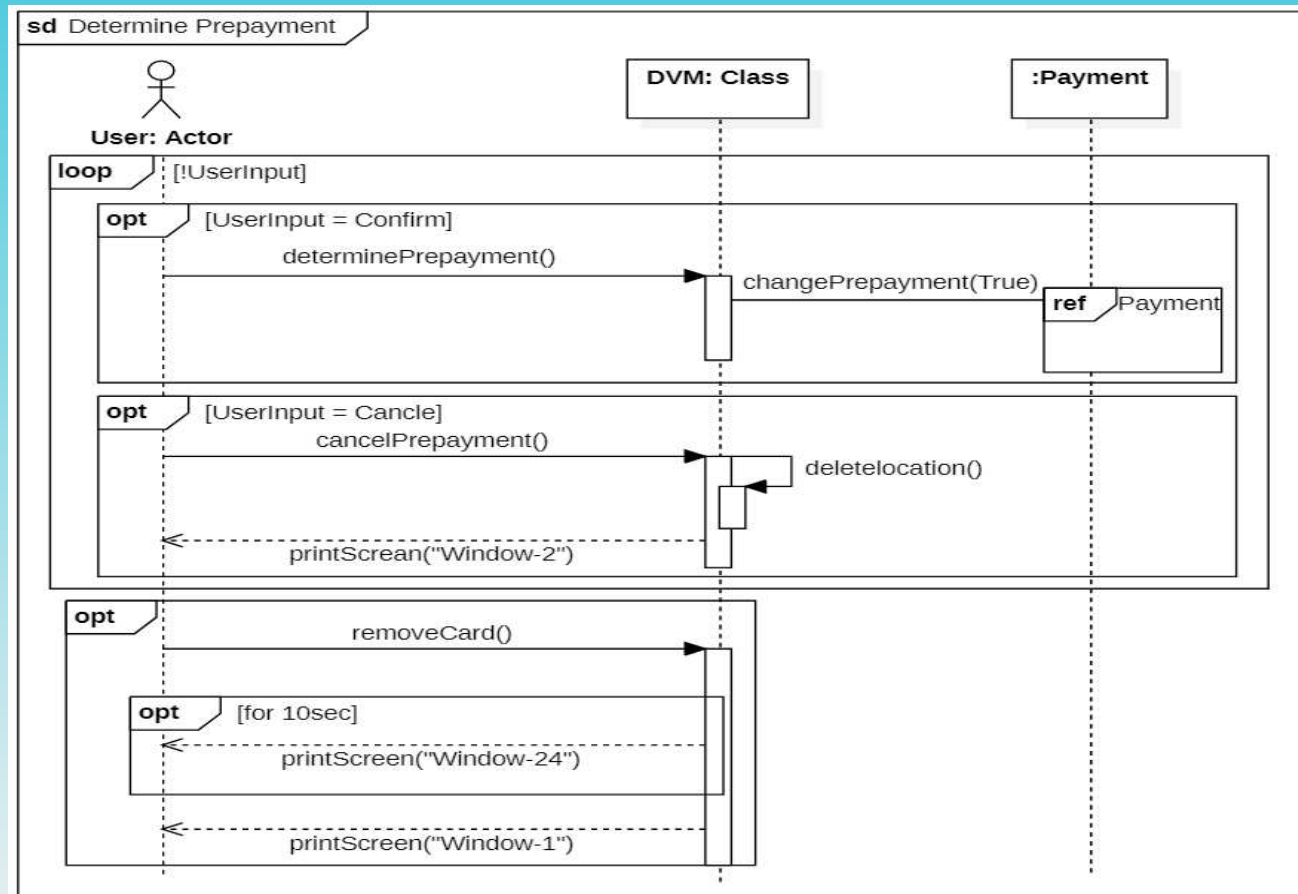 sd Determine Prepayment
User: Actor
DVM: Class
:Payment
loop [!UserInput]
opt [UserInput = Confirm]
determinePrepayment()
changePrepayment(True)
ref Payment
opt [UserInput = Cancle]
cancelPrepayment()
deletelocation()
printScrean("Window-2")
opt
removeCard()
opt [for 10sec]
printScreen("Window-24")
printScreen("Window-1")